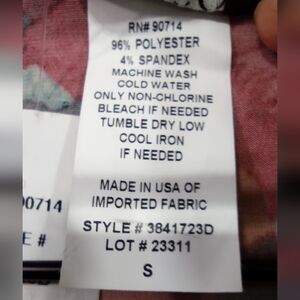 RN# 90714
96% POLYESTER
4% SPANDEX
MACHINE WASH
COLD WATER
ONLY NON-CHLORINE
BLEACH IF NEEDED
TUMBLE DRY LOW
COOL IRON
IF NEEDED
MADE IN USA OF
IMPORTED FABRIC
STYLE # 3841723D
LOT # 23311
S
00714
E #